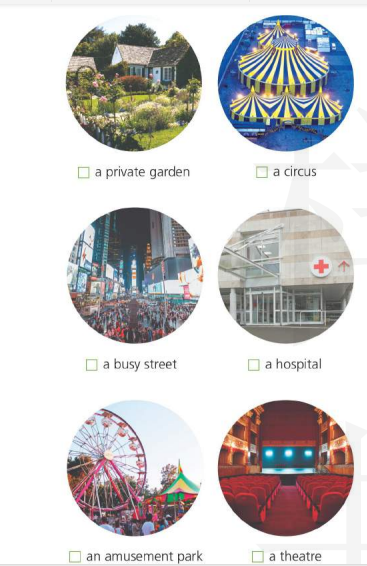 a private garden
a circus
a busy street
a hospital
an amusement park
a theatre